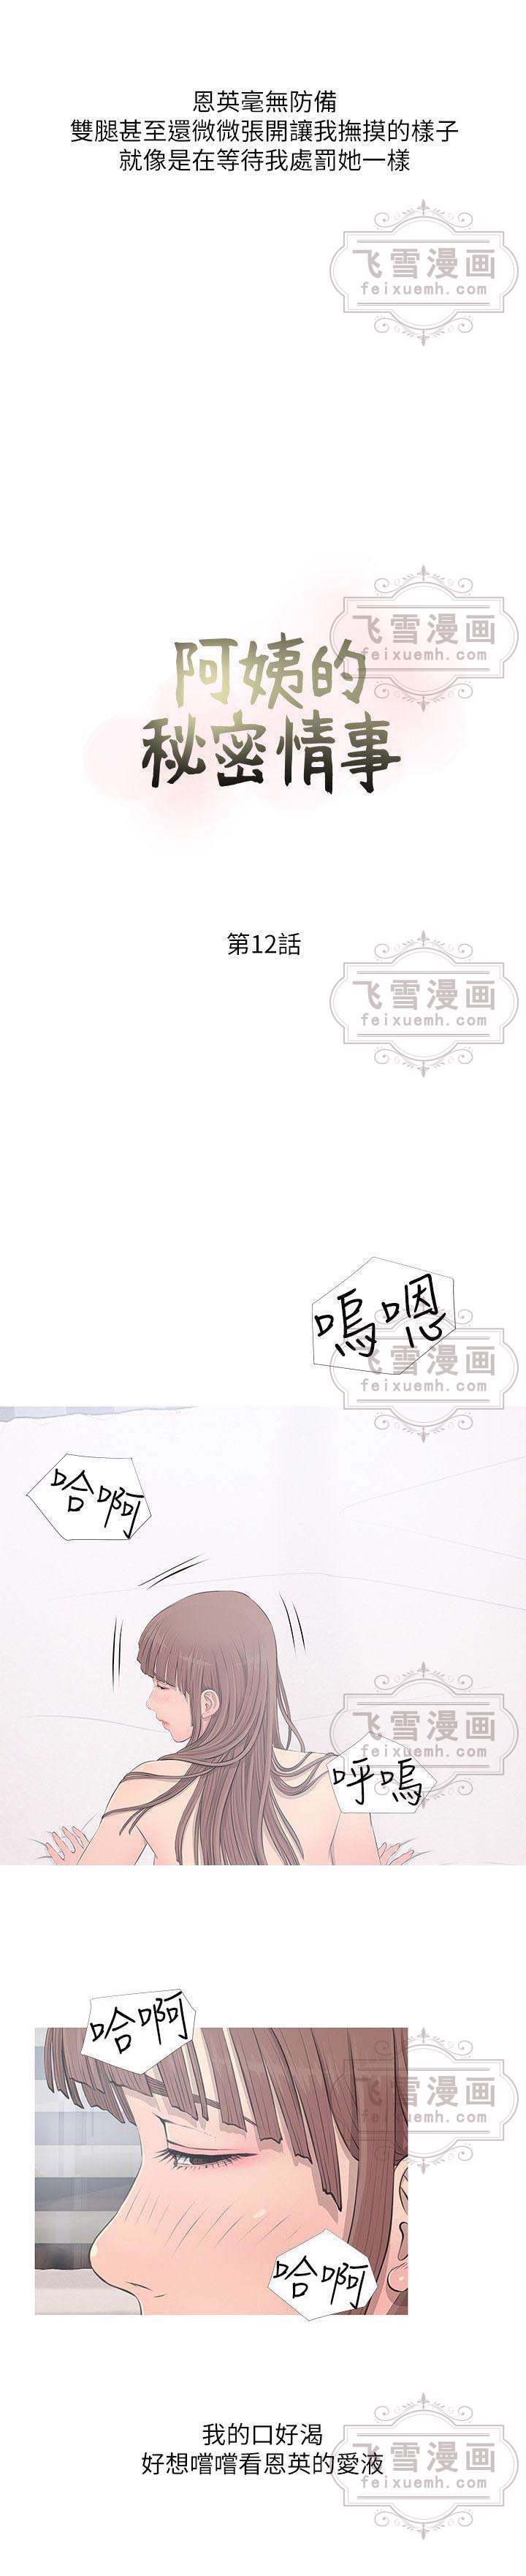 恩英毫無防備
雙腿甚至還微微張開讓我撫摸的樣子
就像是在等待我處罰她一樣
飞雪漫画
feixuemh.com
飞雪漫画
feixuemh.com
阿姨的
秘密情事
第12話
飞雪漫画
feixuemh.com
嗚嗯
飞雪漫画
feixuemh.com
哈啊
飞雪漫画
feixuemh.com
呼嗚
哈啊
飞雪漫画
feixuemh.com
哈啊
我的口好渴
好想嚐嚐看恩英的愛液
飞雪漫画
feixuemh.com